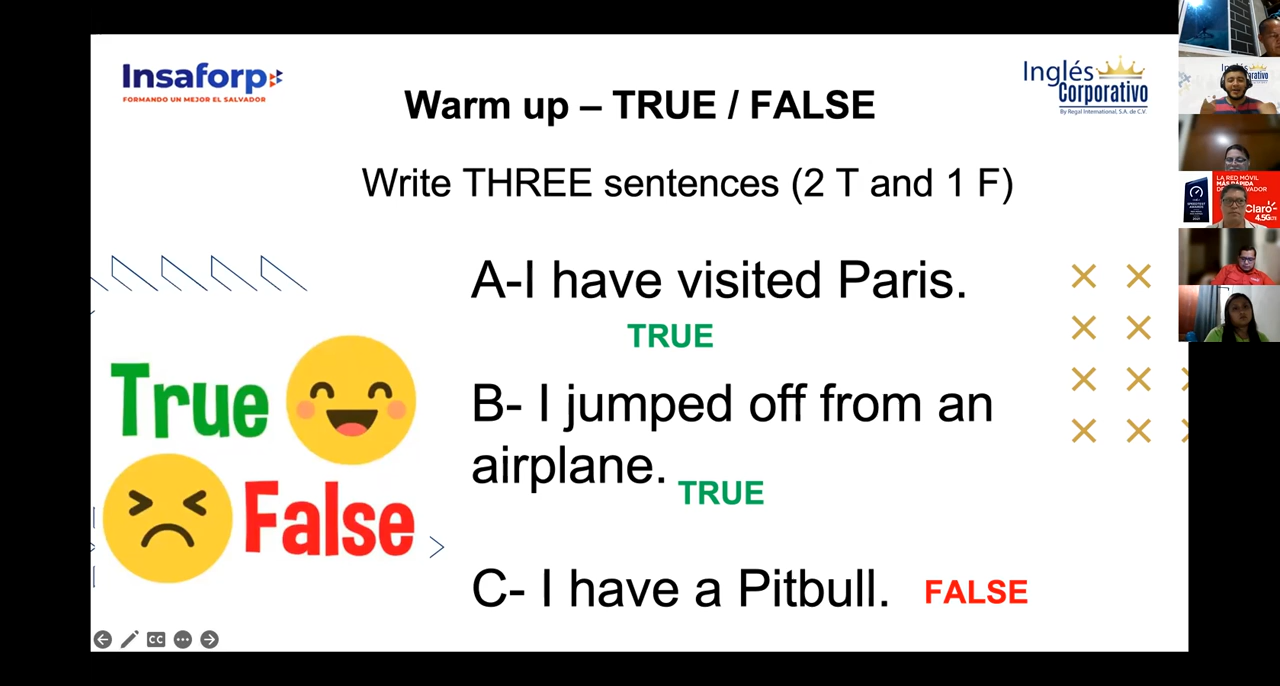 Insaforp
FORMANDO UN MEJOR EL SALVADOR
Inglés
Corporativo
By Regal International, S.A. de C.V.
Warm up – TRUE / FALSE
Write THREE sentences (2 T and 1 F)
A-I have visited Paris.
TRUE
True
B- I jumped off from an
airplane.
TRUE
False
C- I have a Pitbull.
FALSE
CC
LA RED MÓVIL
MÁS RÁPIDA
Claro
4.5G